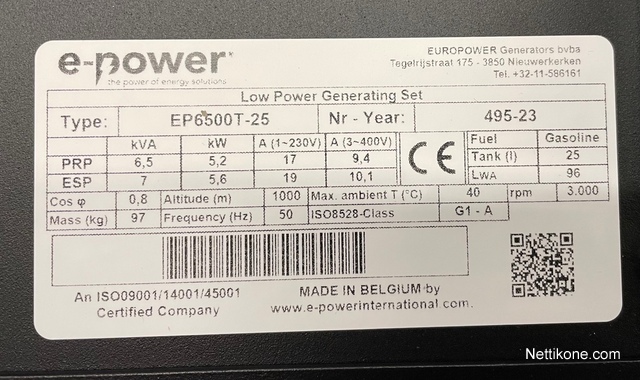 e-power
the power of energy solutions
EUROPOWER Generators bvba
Tegelrijstraat 175 - 3850 Nieuwerkerken
Tel. +32-11-586161
Low Power Generating Set
Type: EP6500T-25 Nr - Year: 495-23
kVA kW A (1~230V) A (3~400V)
PRP 6,5 5,2 17 9,4
ESP 7 5,6 19 10,1
CE
Fuel Gasoline
Tank (l) 25
LWA 96
Cos φ 0,8 Altitude (m) 1000 Max. ambient T (°C) 40 rpm 3.000
Mass (kg) 97 Frequency (Hz) 50 ISO8528-Class G1 - A
An ISO09001/14001/45001
Certified Company
MADE IN BELGIUM by
www.e-powerinternational.com
Nettikone.com